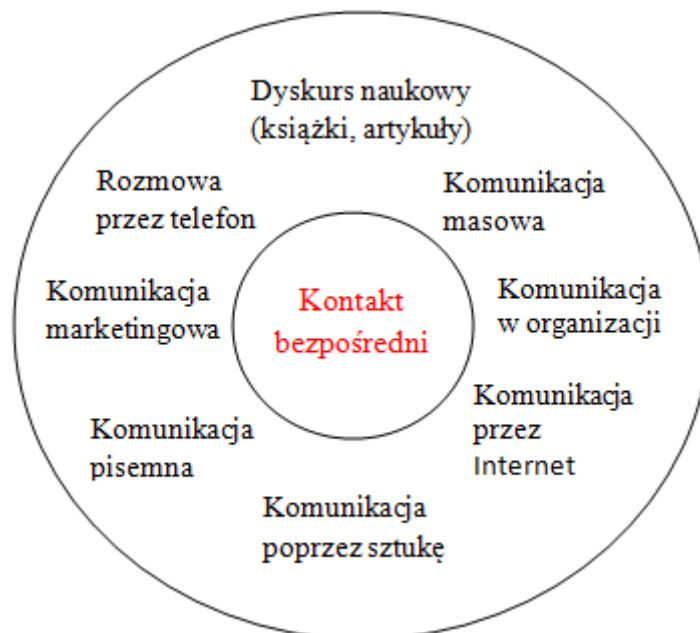 Dyskurs naukowy
(książki, artykuły)
Rozmowa
przez telefon
Komunikacja
masowa
Komunikacja
marketingowa
Kontakt
bezpośredni
Komunikacja
w organizacji
Komunikacja
pisemna
Komunikacja
przez
Internet
Komunikacja
poprzez sztukę